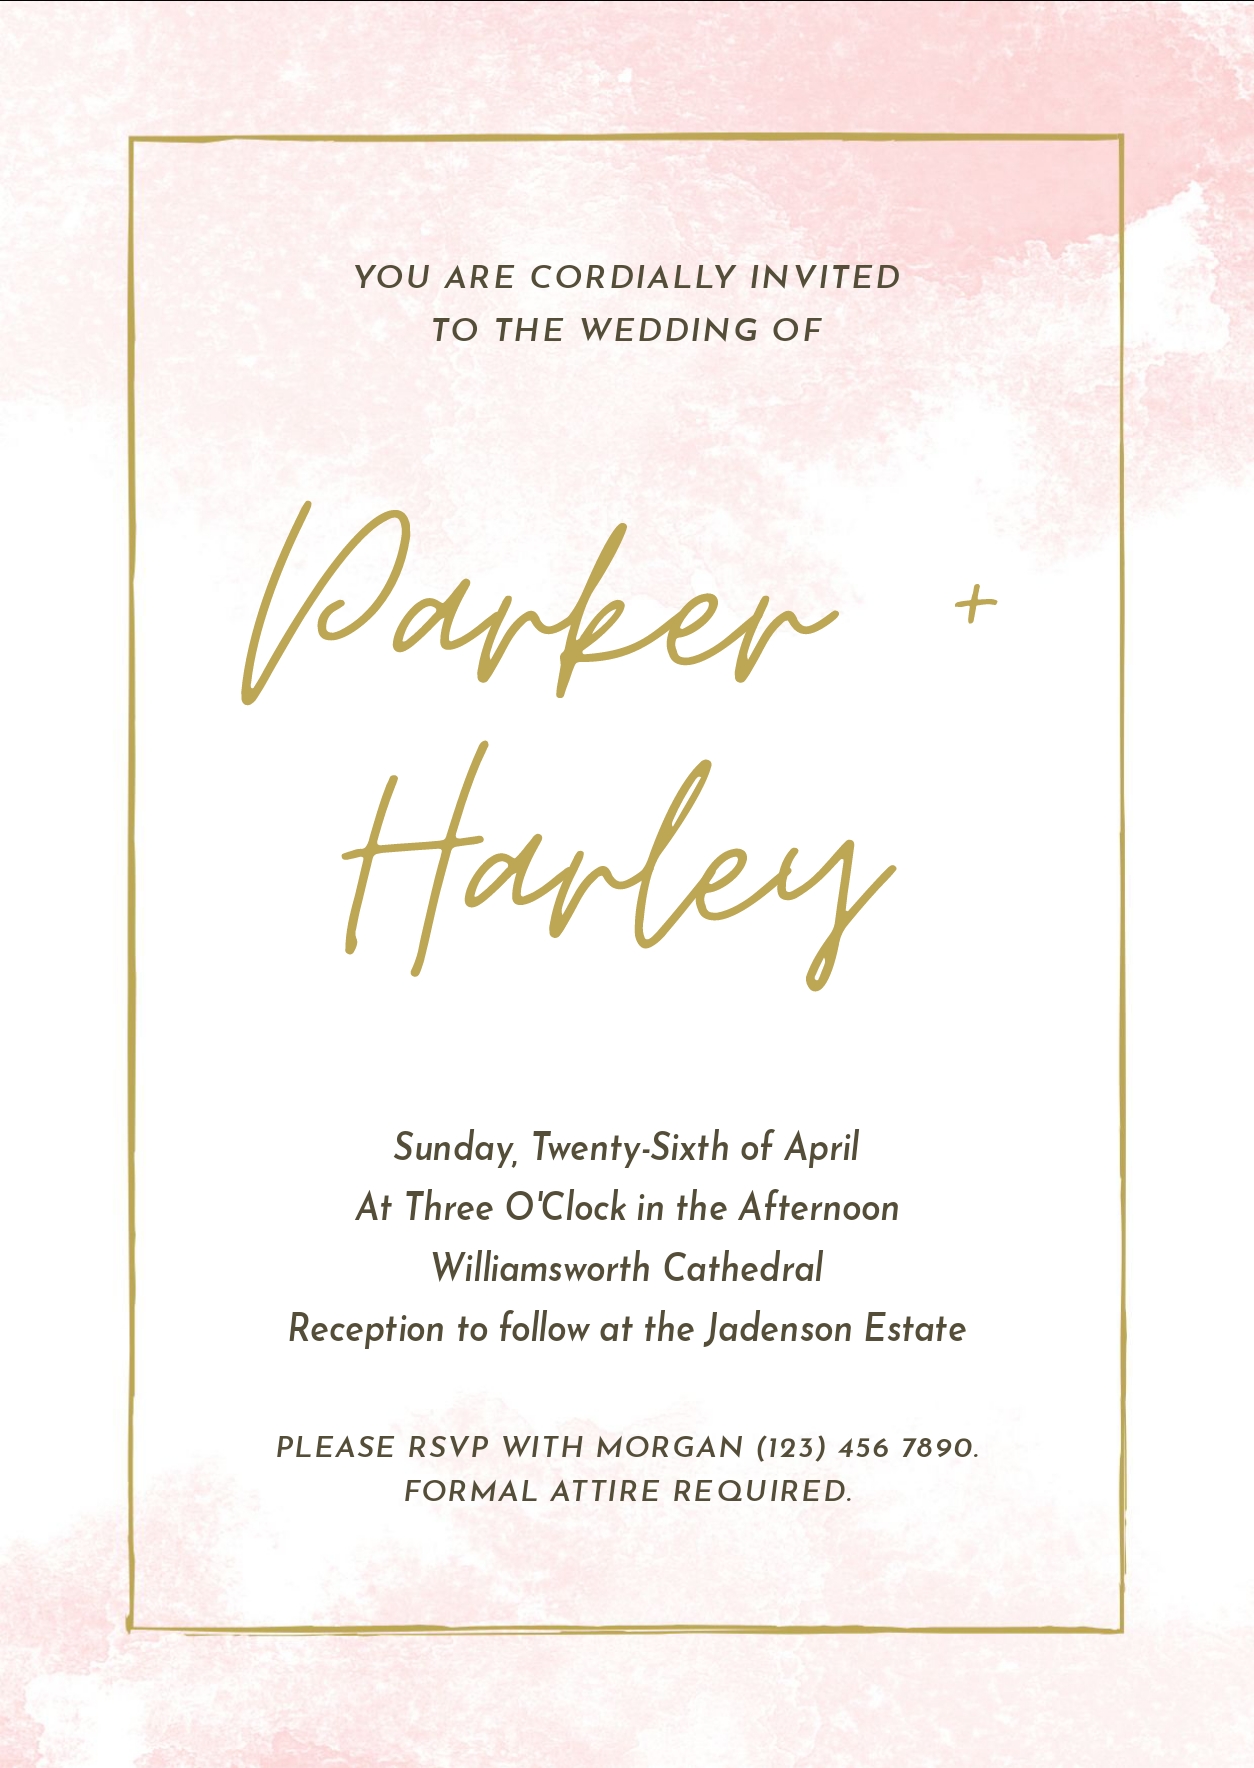 YOU ARE CORDIALLY INVITED
TO THE WEDDING OF
Parker +
Harley
Sunday, Twenty-Sixth of April
At Three O'Clock in the Afternoon
Williamsworth Cathedral
Reception to follow at the Jadenson Estate
PLEASE RSVP WITH MORGAN (123) 456 7890.
FORMAL ATTIRE REQUIRED.